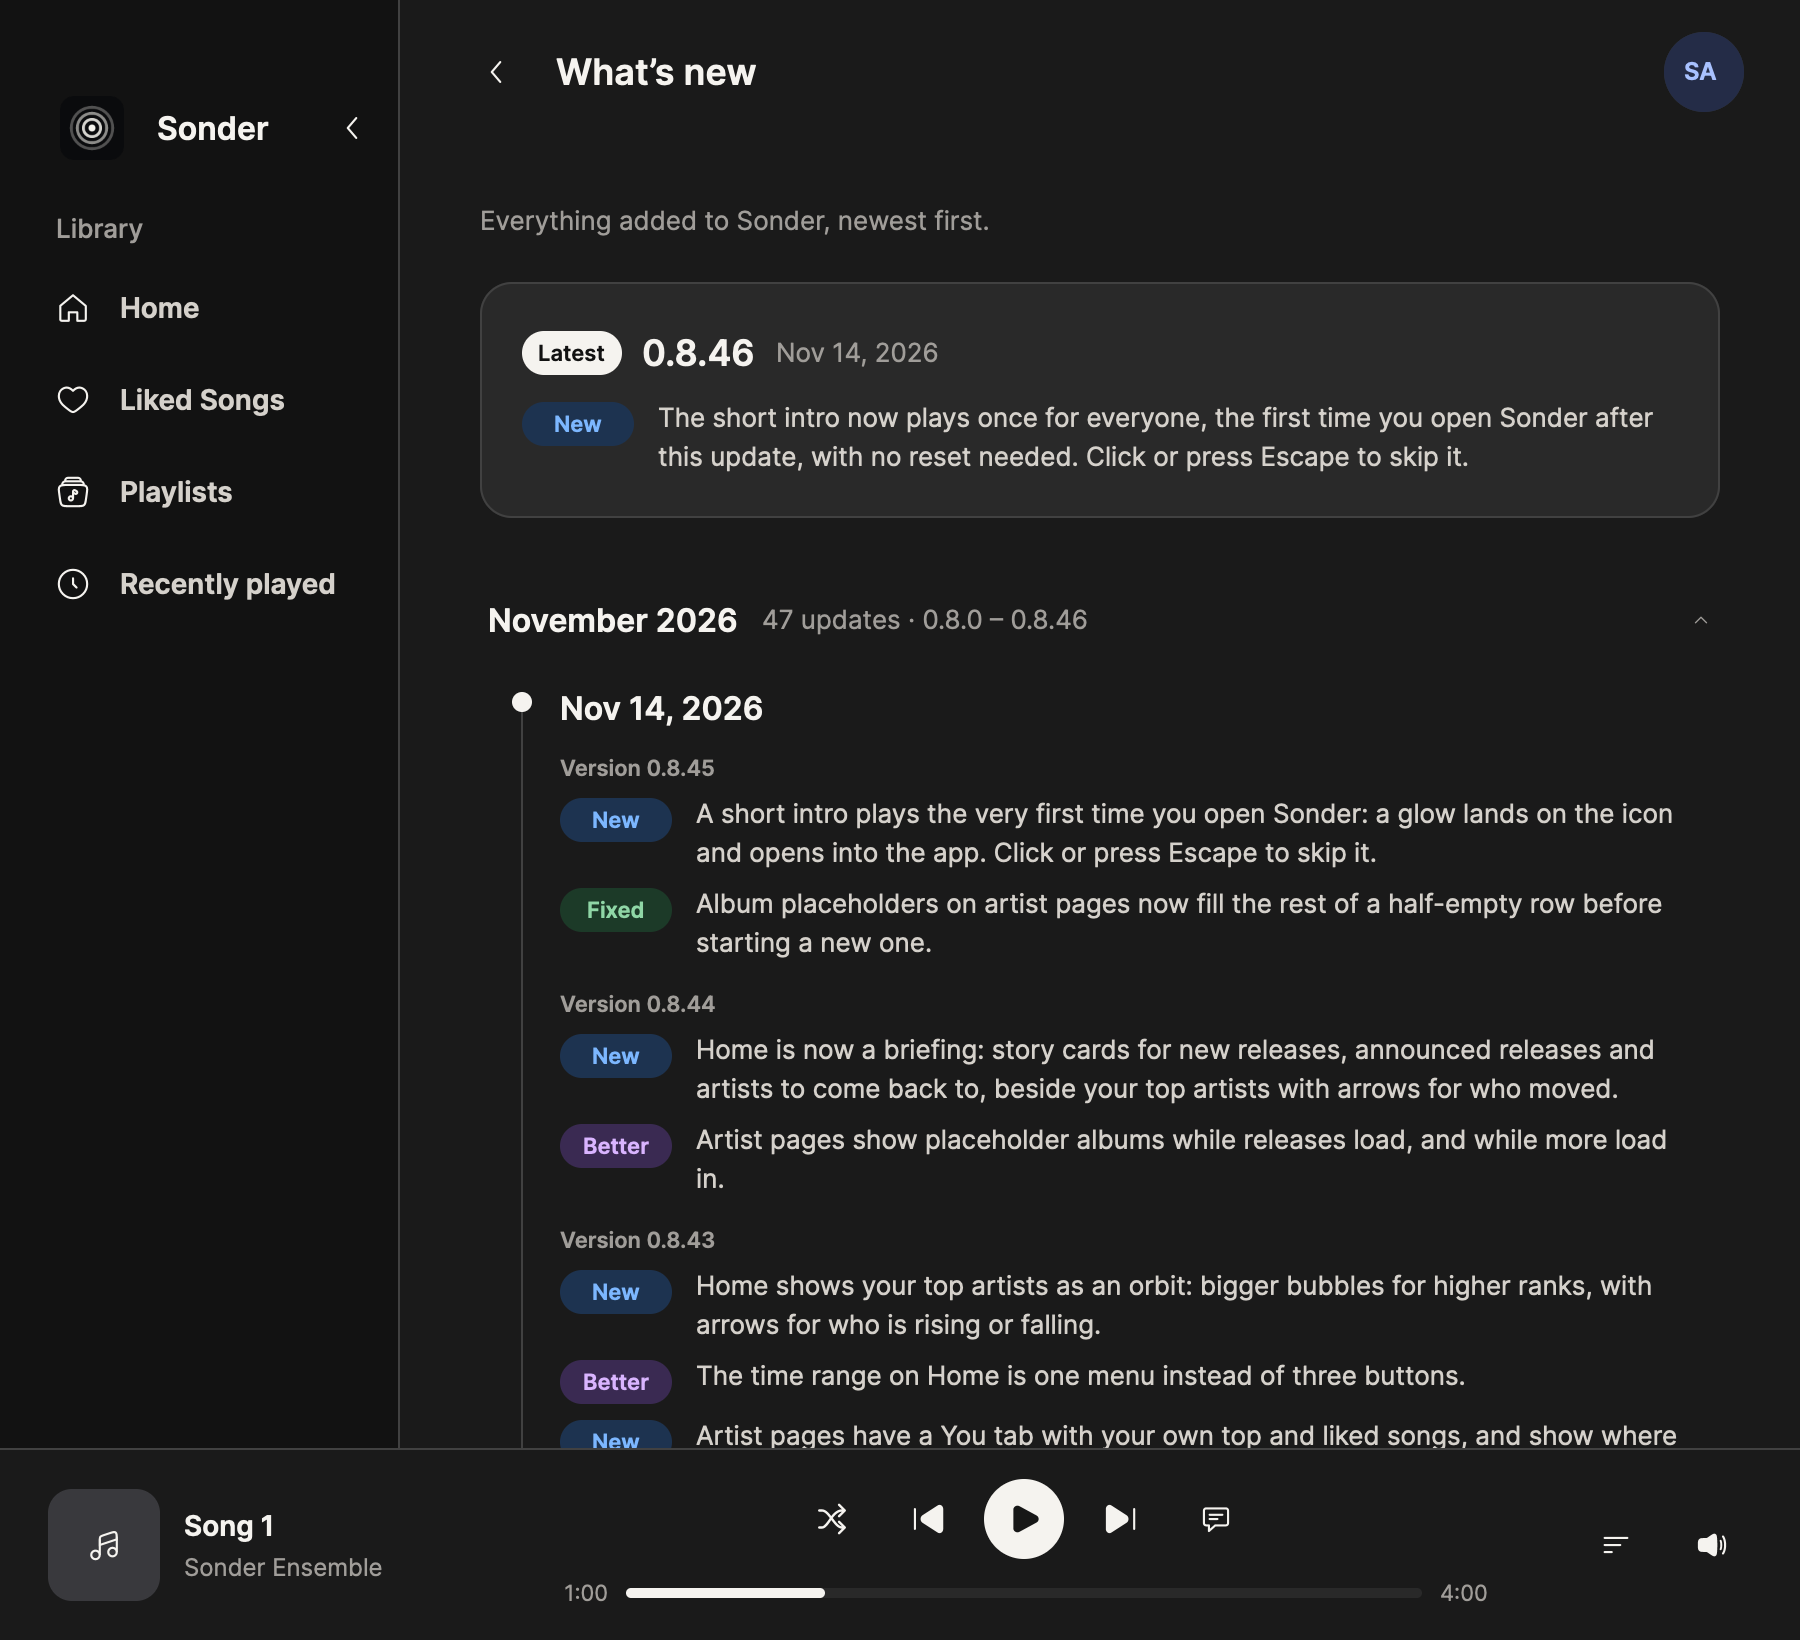 Sonder
Library
Home
Liked Songs
Playlists
Recently played
What’s new
SA
Everything added to Sonder, newest first.
Latest 0.8.46 Nov 14, 2026
New The short intro now plays once for everyone, the first time you open Sonder after
this update, with no reset needed. Click or press Escape to skip it.
November 2026 47 updates · 0.8.0 – 0.8.46
Nov 14, 2026
Version 0.8.45
New A short intro plays the very first time you open Sonder: a glow lands on the icon
and opens into the app. Click or press Escape to skip it.
Fixed Album placeholders on artist pages now fill the rest of a half-empty row before
starting a new one.
Version 0.8.44
New Home is now a briefing: story cards for new releases, announced releases and
artists to come back to, beside your top artists with arrows for who moved.
Better Artist pages show placeholder albums while releases load, and while more load
in.
Version 0.8.43
New Home shows your top artists as an orbit: bigger bubbles for higher ranks, with
arrows for who is rising or falling.
Better The time range on Home is one menu instead of three buttons.
New Artist pages have a You tab with your own top and liked songs, and show where
Song 1
Sonder Ensemble
1:00
4:00